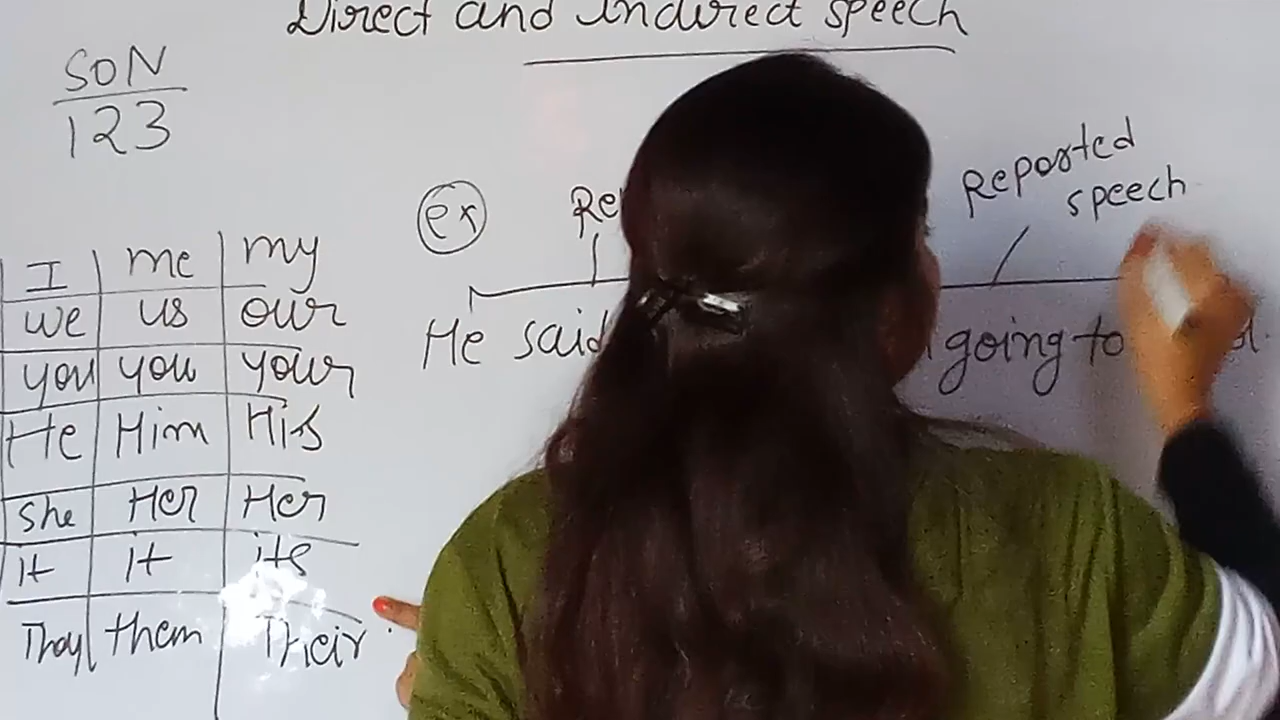 Direct and Indirect speech
SON
123
ex
Reported
speech
He said going to
I me my
we us our
you you your
He Him His
she Her Her
It It its
They them Their